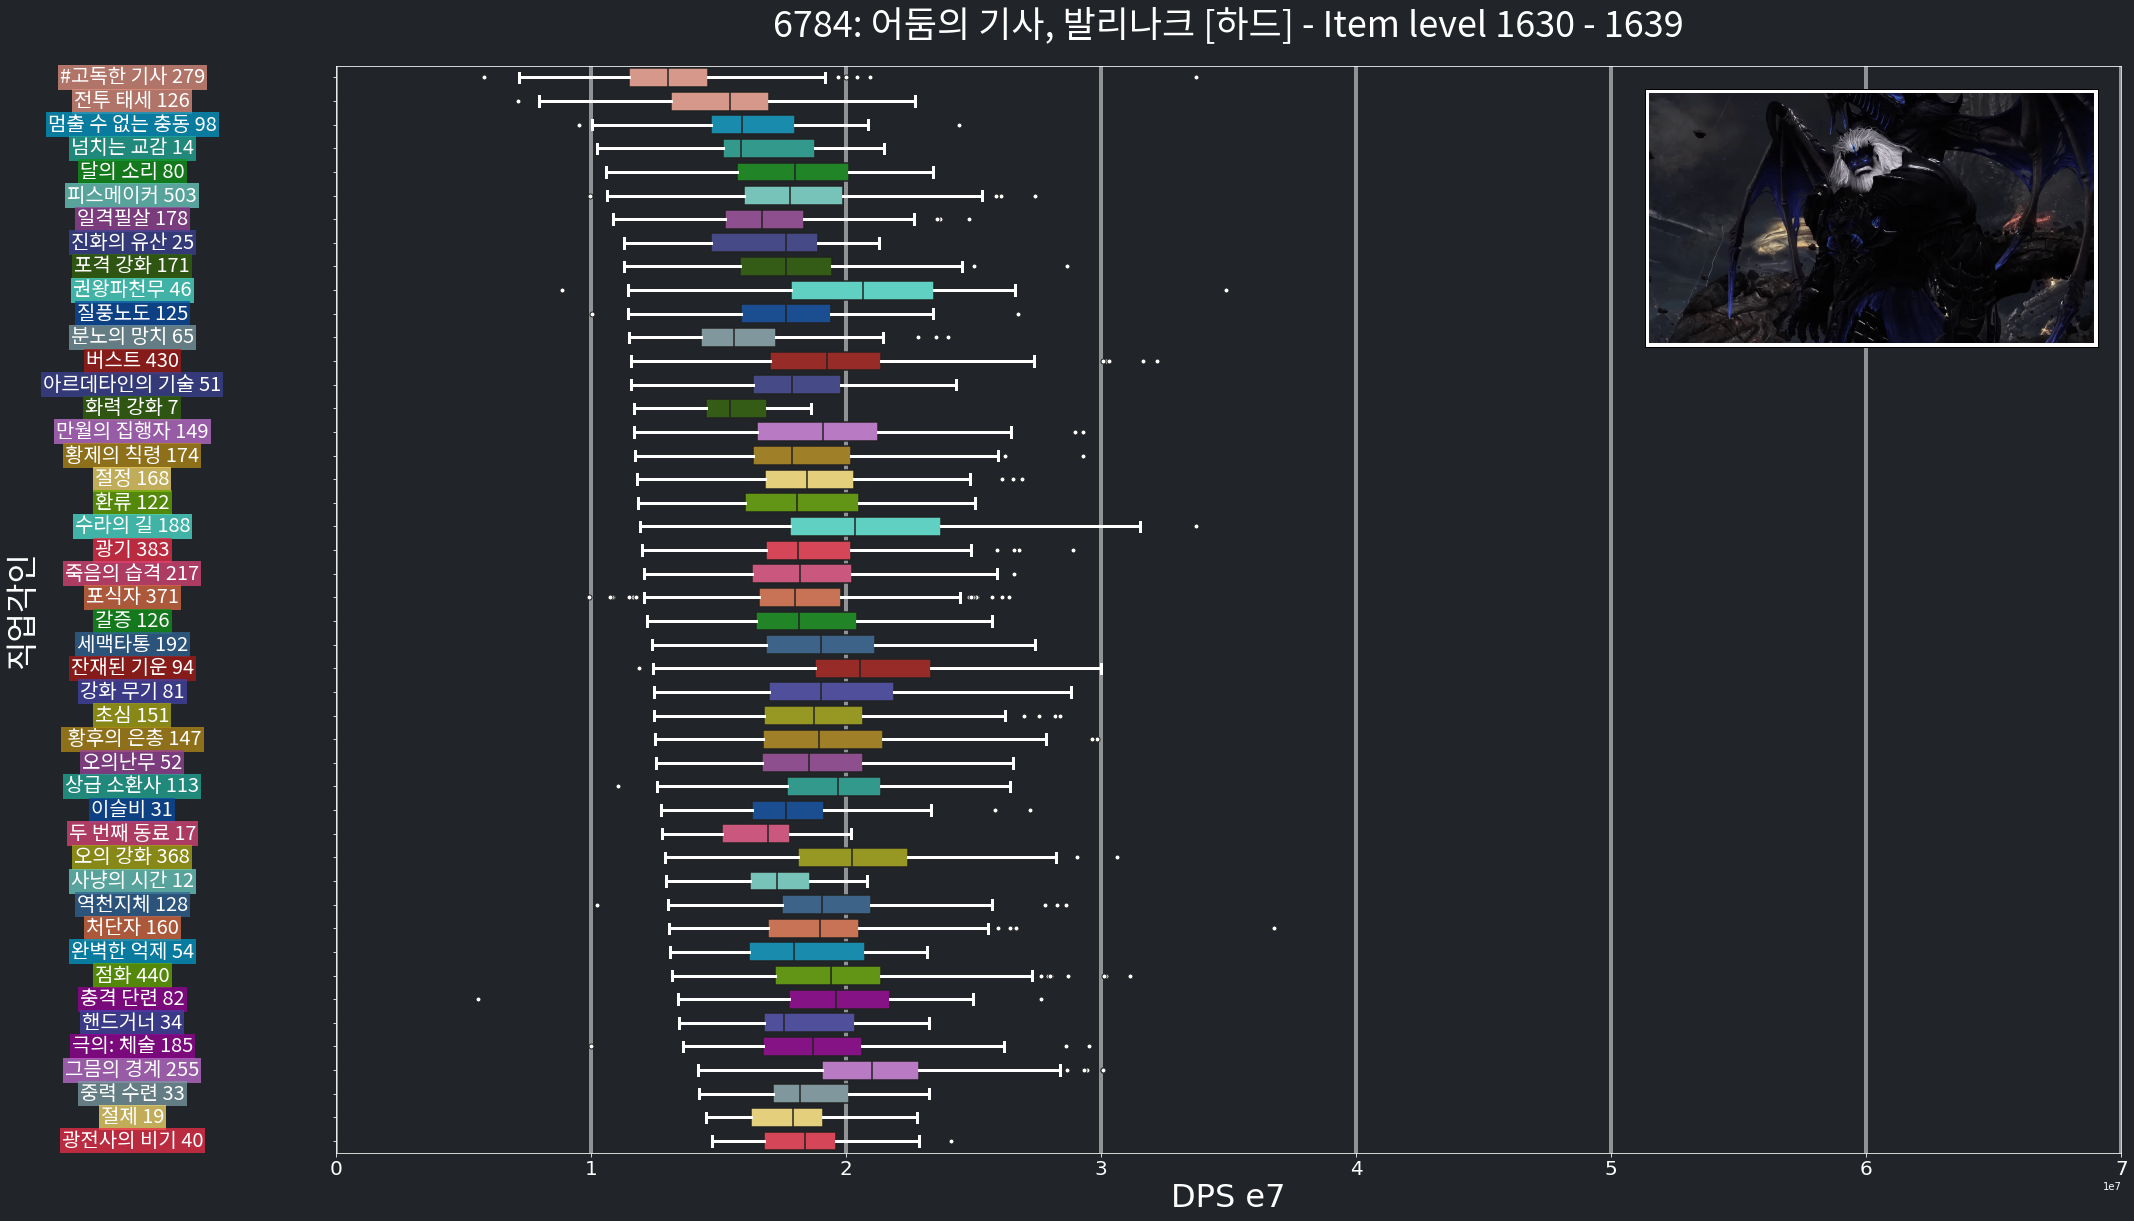 6784: 어둠의 기사, 발리나크 [하드] - Item level 1630 - 1639
#고독한 기사 279
전투 태세 126
멈출 수 없는 충동 98
넘치는 교감 14
달의 소리 80
피스메이커 503
일격필살 178
진화의 유산 25
포격 강화 171
권왕파천무 46
질풍노도 125
분노의 망치 65
버스트 430
아르데타인의 기술 51
화력 강화 7
만월의 집행자 149
황제의 칙령 174
절정 168
환류 122
수라의 길 188
광기 383
죽음의 습격 217
포식자 371
갈증 126
세맥타통 192
잔재된 기운 94
강화 무기 81
초심 151
황후의 은총 147
오의난무 52
상급 소환사 113
이슬비 31
두 번째 동료 17
오의 강화 368
사냥의 시간 12
역천지체 128
처단자 160
완벽한 억제 54
점화 440
충격 단련 82
핸드거너 34
극의: 체술 185
그믐의 경계 255
중력 수련 33
절제 19
광전사의 비기 40
직업각인
0 1 2 3 4 5 6 7
1e7
DPS e7